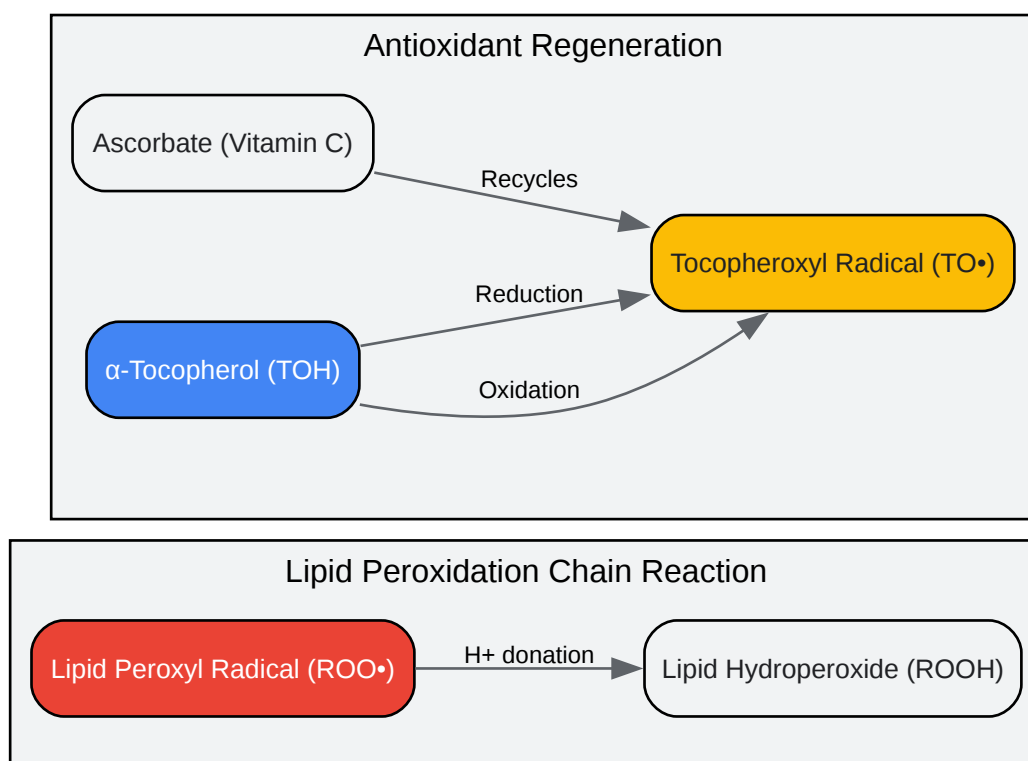 Antioxidant Regeneration
Ascorbate (Vitamin C)
Recycles
Tocopheroxyl Radical (TO•)
Reduction
α-Tocopherol (TOH)
Oxidation
Lipid Peroxidation Chain Reaction
Lipid Peroxyl Radical (ROO•)
H+ donation
Lipid Hydroperoxide (ROOH)